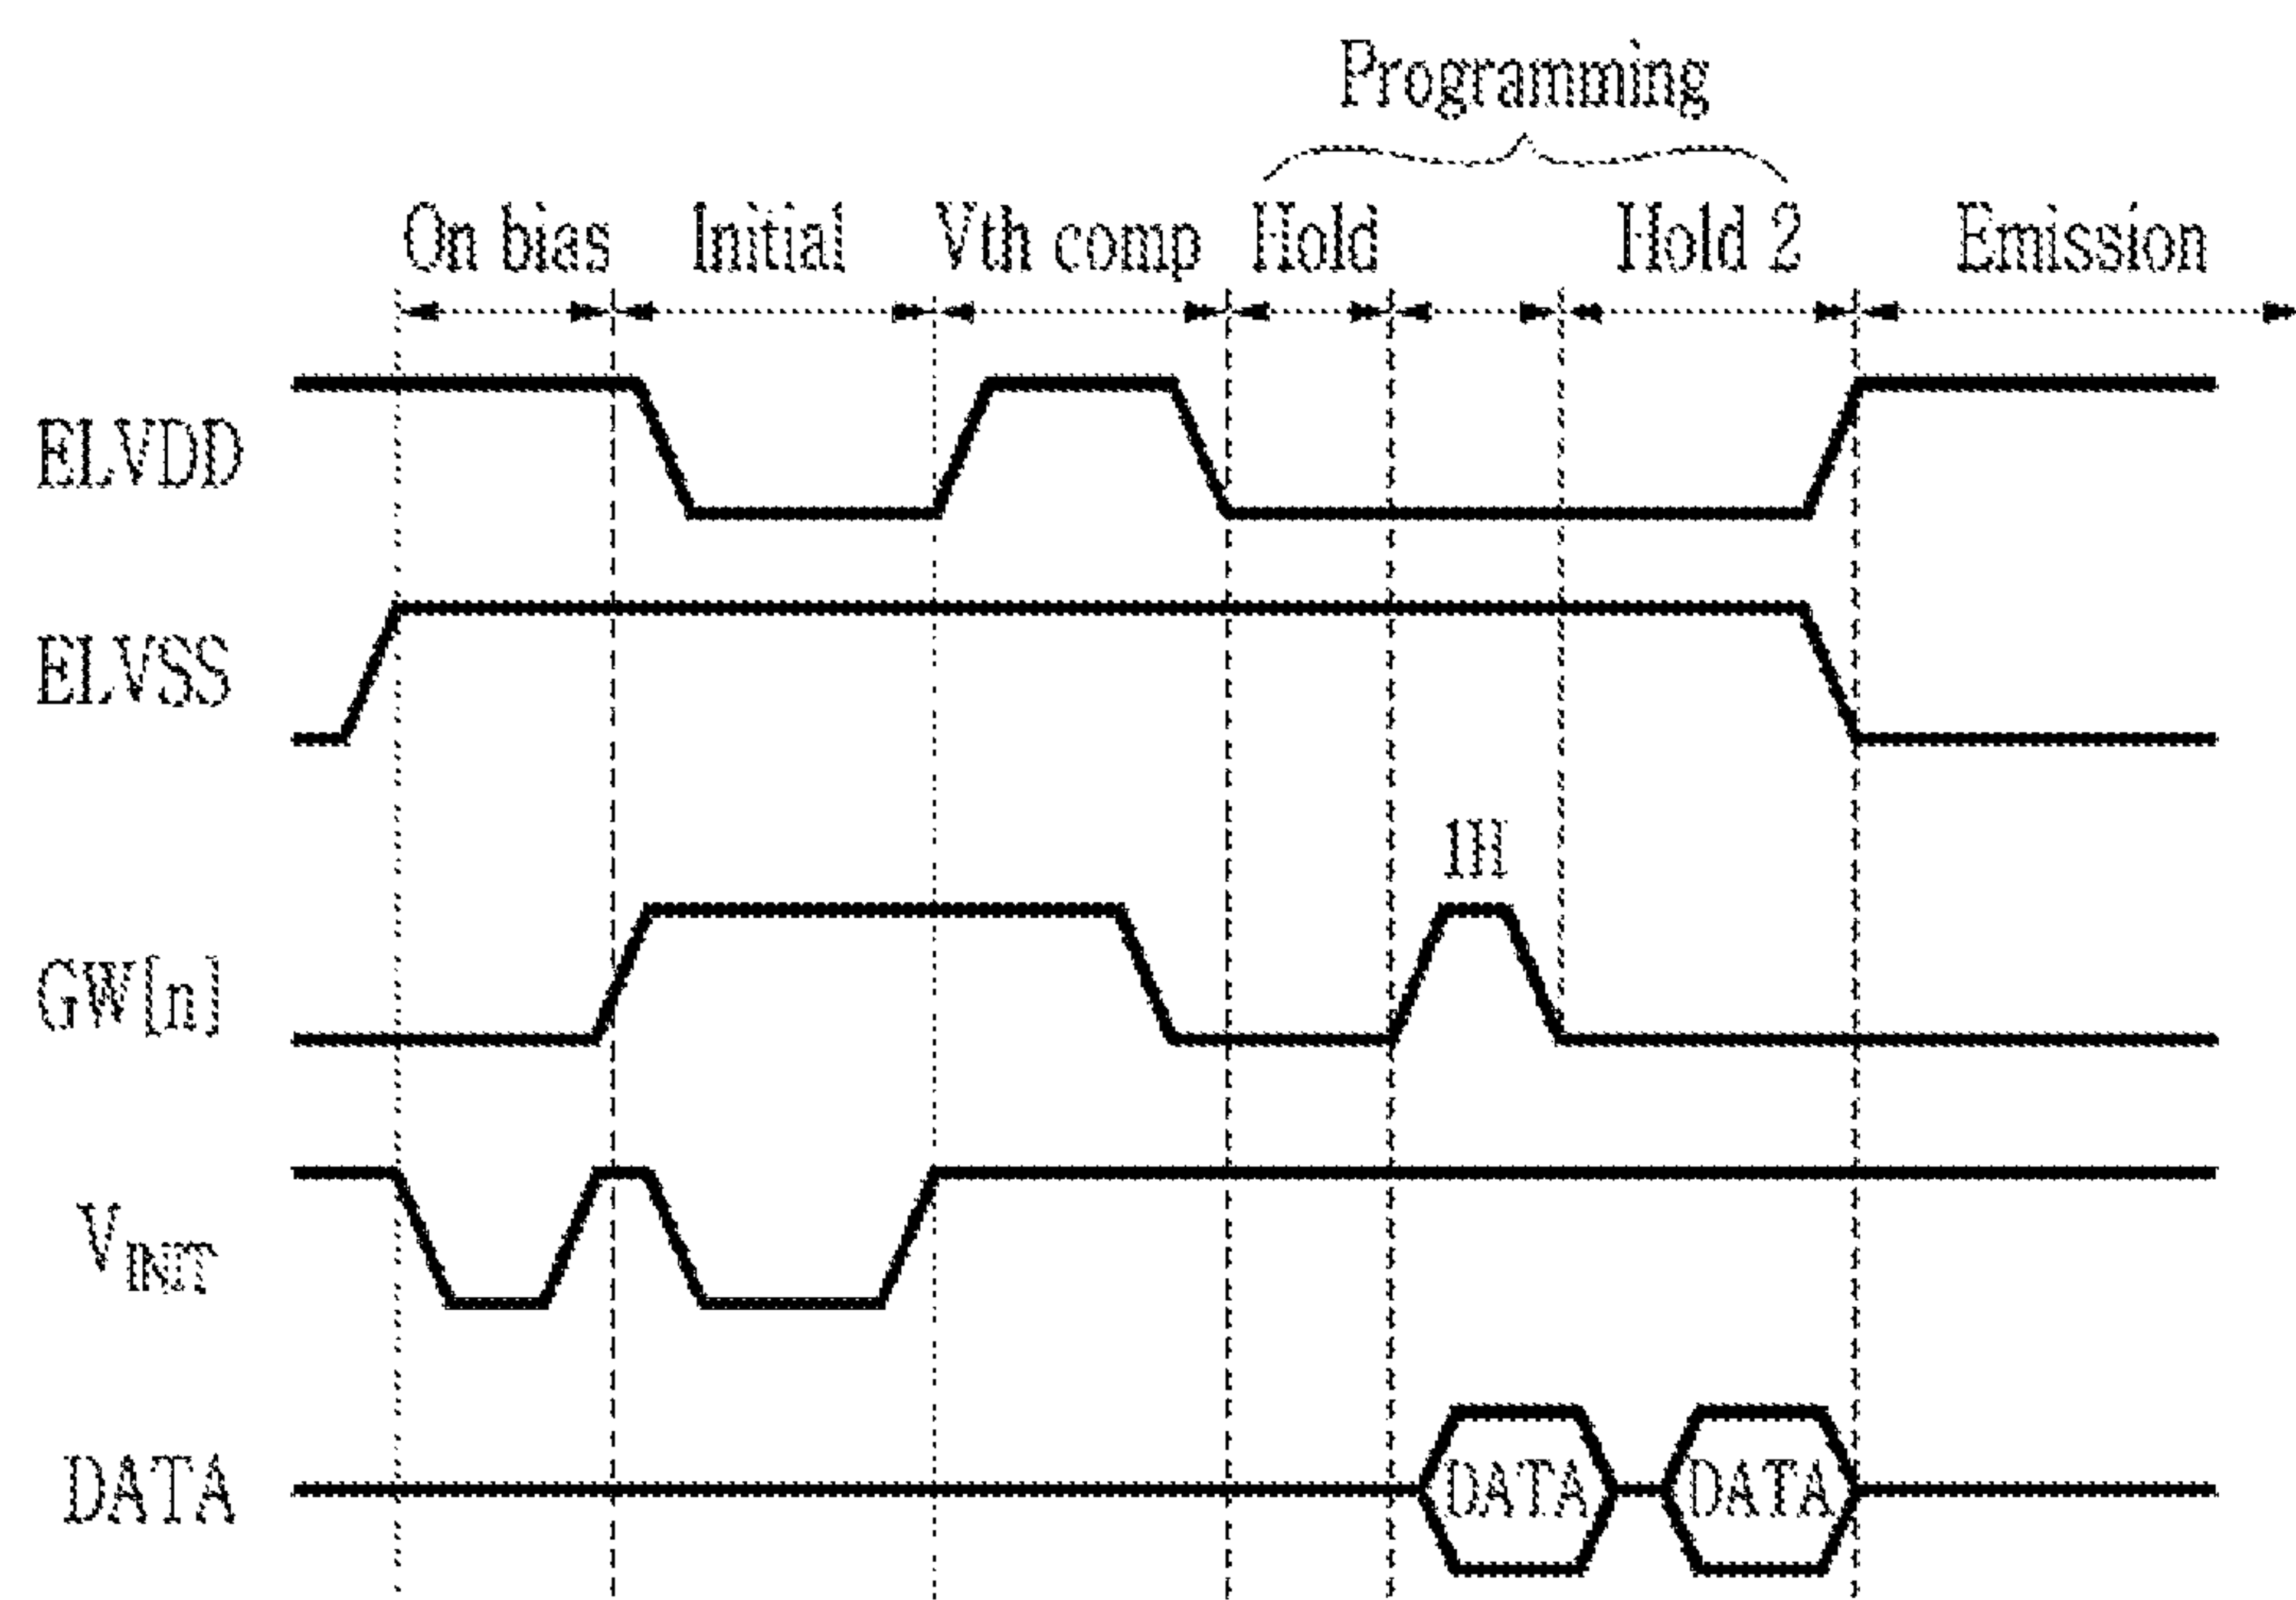 Programming
On bias Initial Vth comp Hold Hold 2 Emission
ELVDD
ELVSS
1H
GW[n]
VINIT
DATA DATA DATA